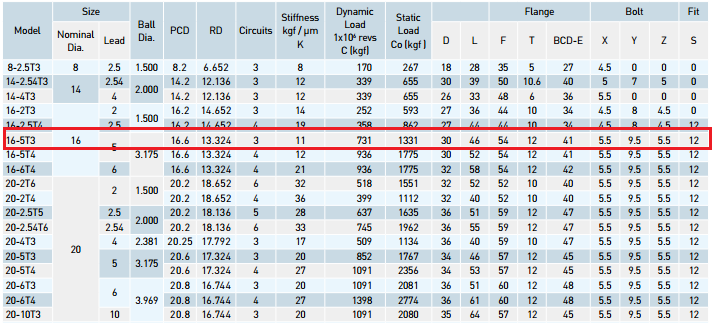 Model Size Ball Dia. PCD RD Circuits Stiffness kgf / µm K Dynamic Load 1x10⁶ revs C (kgf) Static Load Co (kgf) Flange Bolt Fit
Nominal Dia. Lead D L F T BCD-E X Y Z S
8-2.5T3 8 2.5 1.500 8.2 6.652 3 8 170 267 18 28 35 5 27 4.5 0 0
14-2.54T3 14 2.54 2.000 14.2 12.136 3 12 339 655 30 39 50 10.6 40 5 7 5 0
14-4T3 4 14.2 12.136 3 12 339 655 26 33 48 6 36 5.5 0 0
16-2T3 16 2 1.500 16.2 14.652 3 14 252 593 27 36 44 10 34 4.5 8 4.5 0
16-2.5T4 2.5 16.2 14.652 4 19 358 862 27 44 44 10 34 4.5 8 4.5 12
16-5T3 5 3.175 16.6 13.324 3 11 731 1331 30 46 54 12 41 5.5 9.5 5.5 12
16-5T4 16.6 13.324 4 12 936 1775 30 46 54 12 41 5.5 9.5 5.5 12
16-6T4 6 16.6 13.324 4 21 936 1775 32 58 54 12 42 5.5 9.5 5.5 12
20-2T6 20 2 1.500 20.2 18.652 6 32 518 1551 32 52 52 10 40 5.5 9.5 5.5 12
20-2T4 20.2 18.652 4 36 399 1112 32 40 52 10 40 5.5 9.5 5.5 12
20-2.5T5 2.5 2.000 20.2 18.136 5 28 637 1635 36 51 59 12 47 5.5 9.5 5.5 12
20-2.54T6 2.54 20.2 18.136 6 33 745 1962 36 55 59 12 47 5.5 9.5 5.5 12
20-4T3 4 2.381 20.25 17.792 3 17 509 1134 36 40 59 10 47 5.5 9.5 5.5 12
20-5T3 5 3.175 20.6 17.324 3 20 852 1767 34 46 57 12 45 5.5 9.5 5.5 12
20-5T4 20.6 17.324 4 27 1091 2356 34 53 57 12 45 5.5 9.5 5.5 12
20-6T3 6 3.969 20.8 16.744 3 20 1091 2081 36 51 60 12 48 5.5 9.5 5.5 12
20-6T4 20.8 16.744 4 27 1398 2774 36 61 60 12 48 5.5 9.5 5.5 12
20-10T3 10 20.8 16.744 3 20 1091 2080 35 64 57 12 45 5.5 9.5 5.5 12